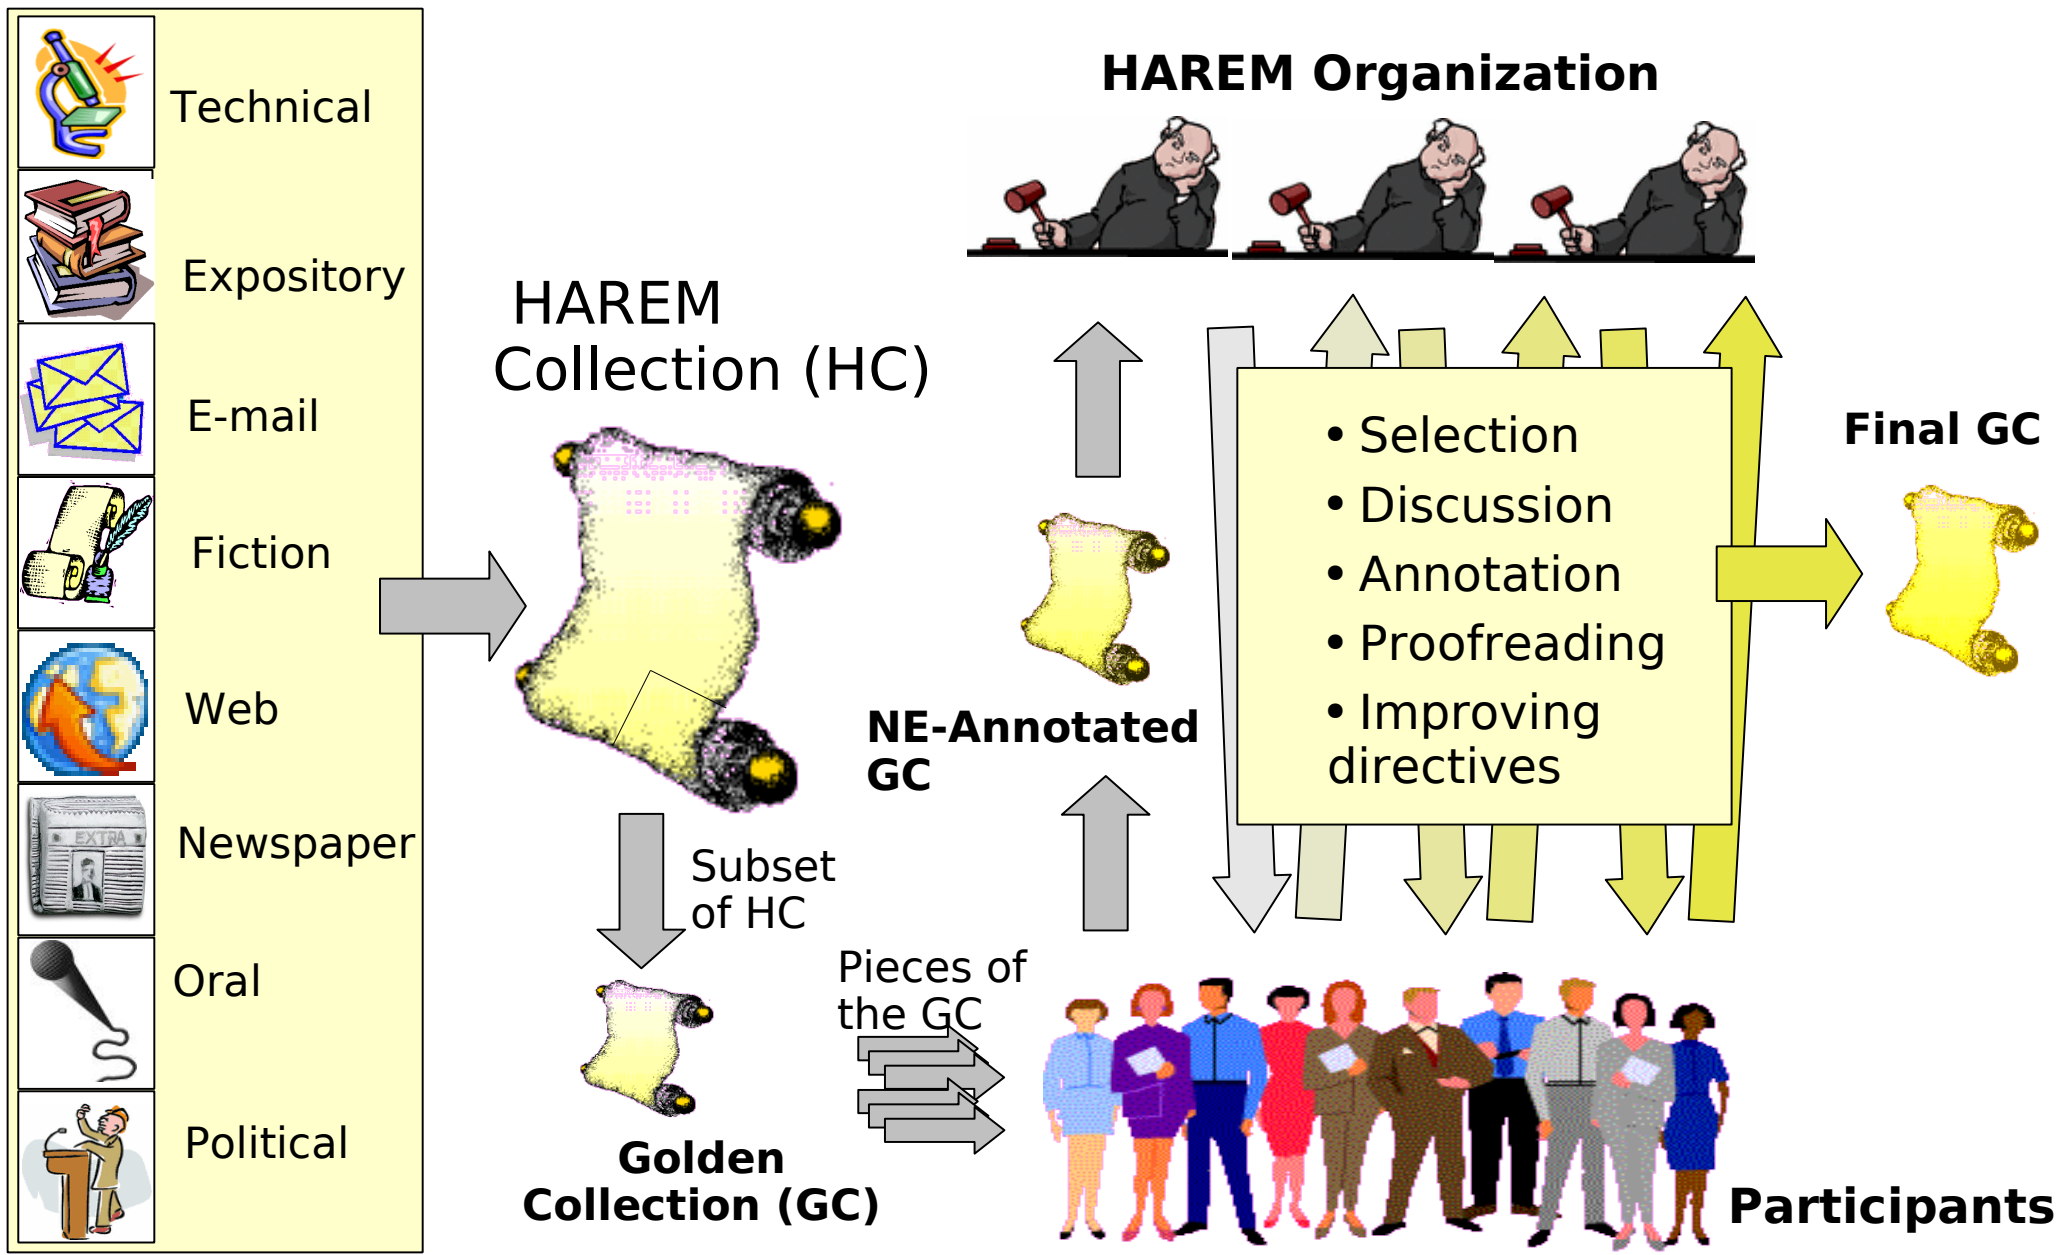 Technical
Expository
E-mail
Fiction
Web
Newspaper
EXTRA
Oral
Political
HAREM
Collection (HC)
Subset
of HC
Golden
Collection (GC)
Pieces of
the GC
NE-Annotated
GC
HAREM Organization
• Selection
• Discussion
• Annotation
• Proofreading
• Improving
directives
Final GC
Participants